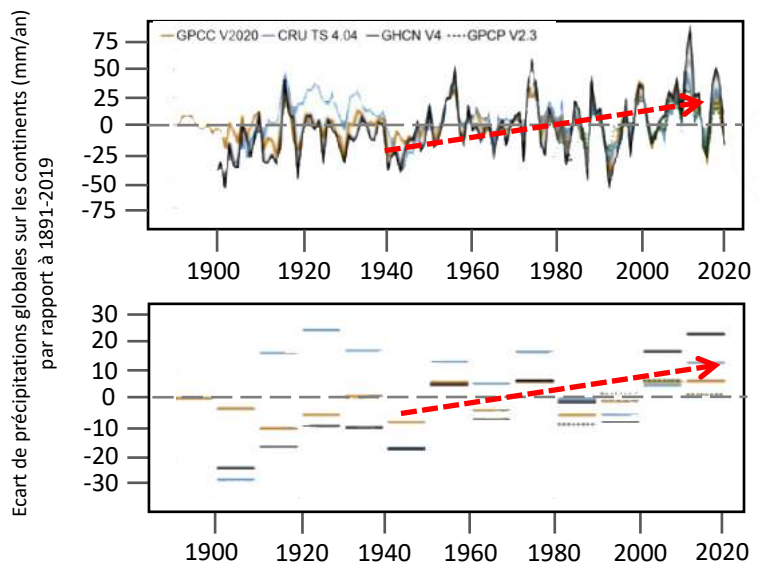 Ecart de précipitations globales sur les continents (mm/an)
par rapport à 1891-2019
GPCC V2020 CRU TS 4.04 GHCN V4 GPCP V2.3
75
50
25
0
-25
-50
-75
1900 1920 1940 1960 1980 2000 2020
30
20
10
0
-10
-20
-30
1900 1920 1940 1960 1980 2000 2020